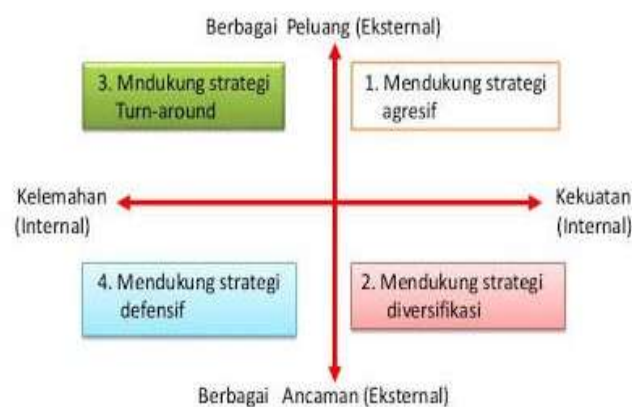 Berbagai Peluang (Eksternal)
3. Mndukung strategi
Turn-around
1. Mendukung strategi
agresif
Kelemahan
(Internal)
Kekuatan
(Internal)
4. Mendukung strategi
defensif
2. Mendukung strategi
diversifikasi
Berbagai Ancaman (Eksternal)